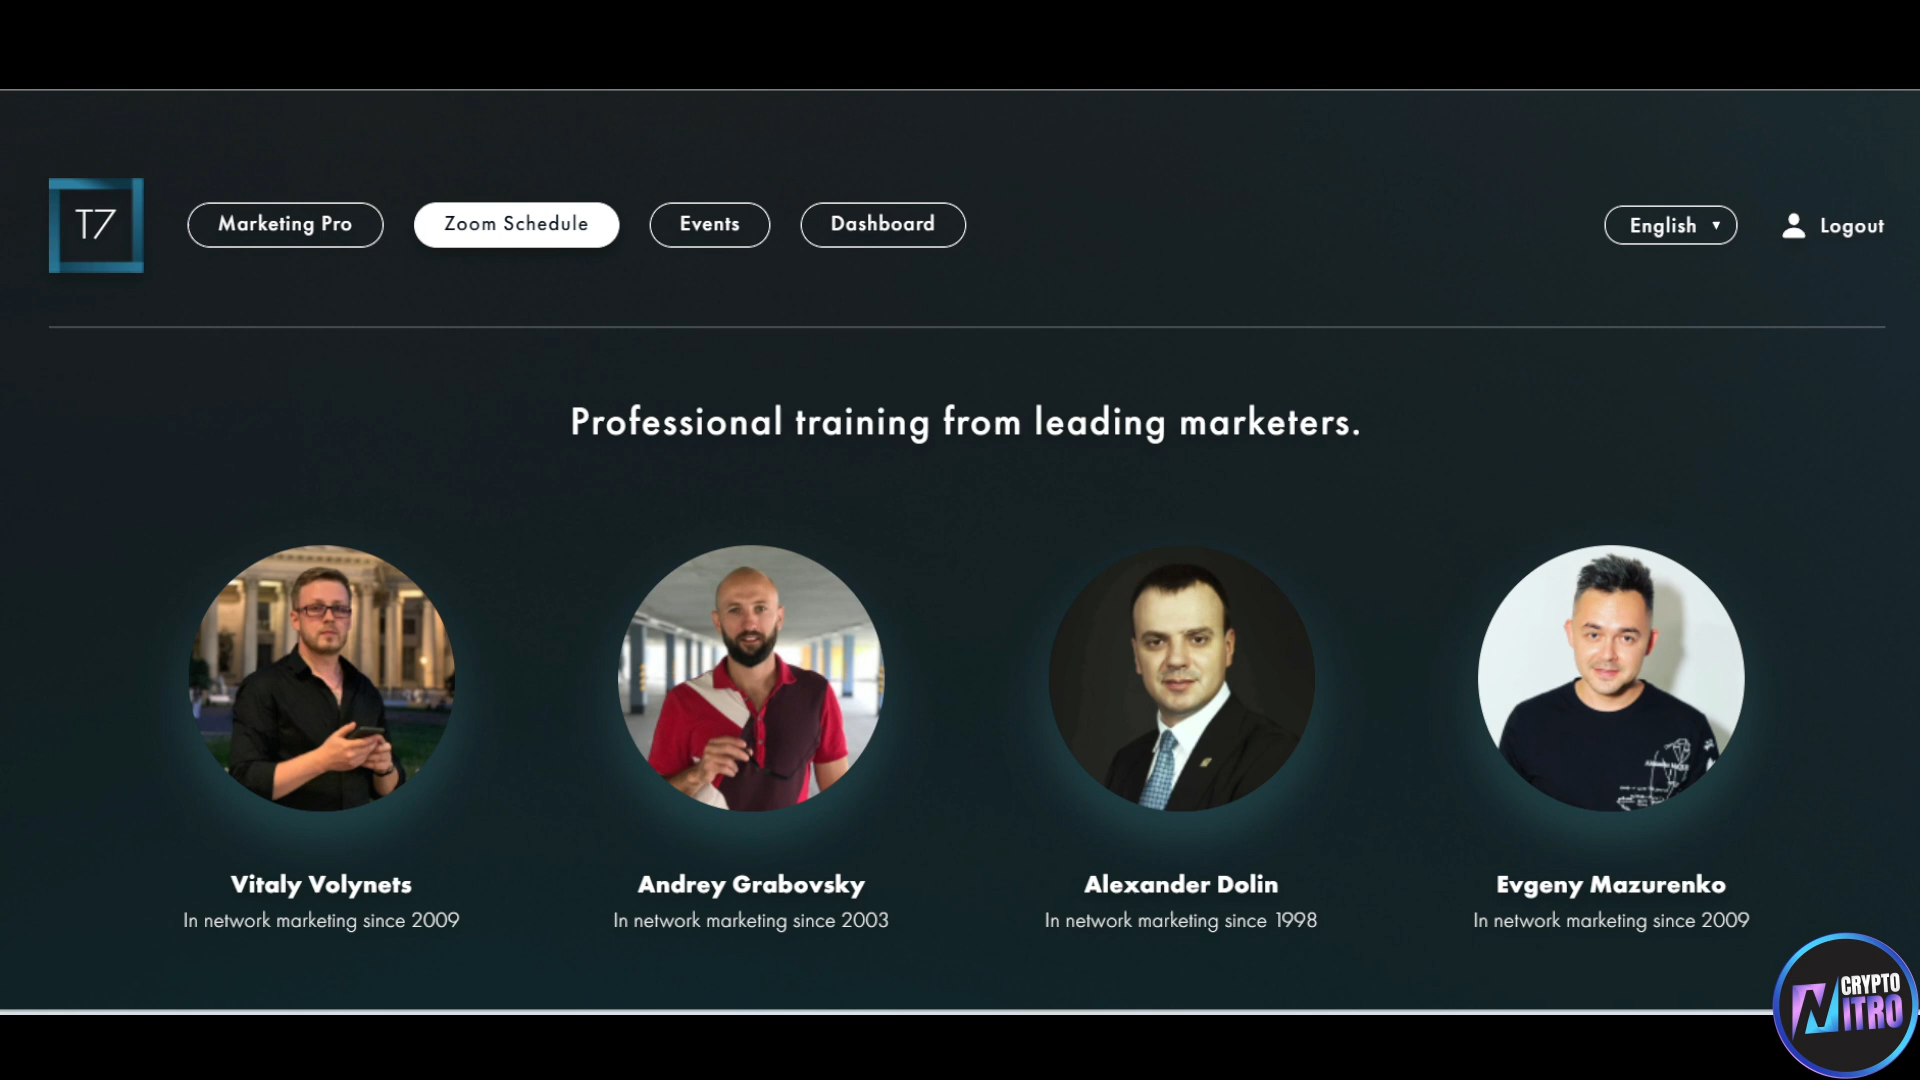 T7
Marketing Pro
Zoom Schedule
Events
Dashboard
English ▼
Logout
Professional training from leading marketers.
Vitaly Volynets
In network marketing since 2009
Andrey Grabovsky
In network marketing since 2003
Alexander Dolin
In network marketing since 1998
Evgeny Mazurenko
In network marketing since 2009
CRYPTO
NITRO